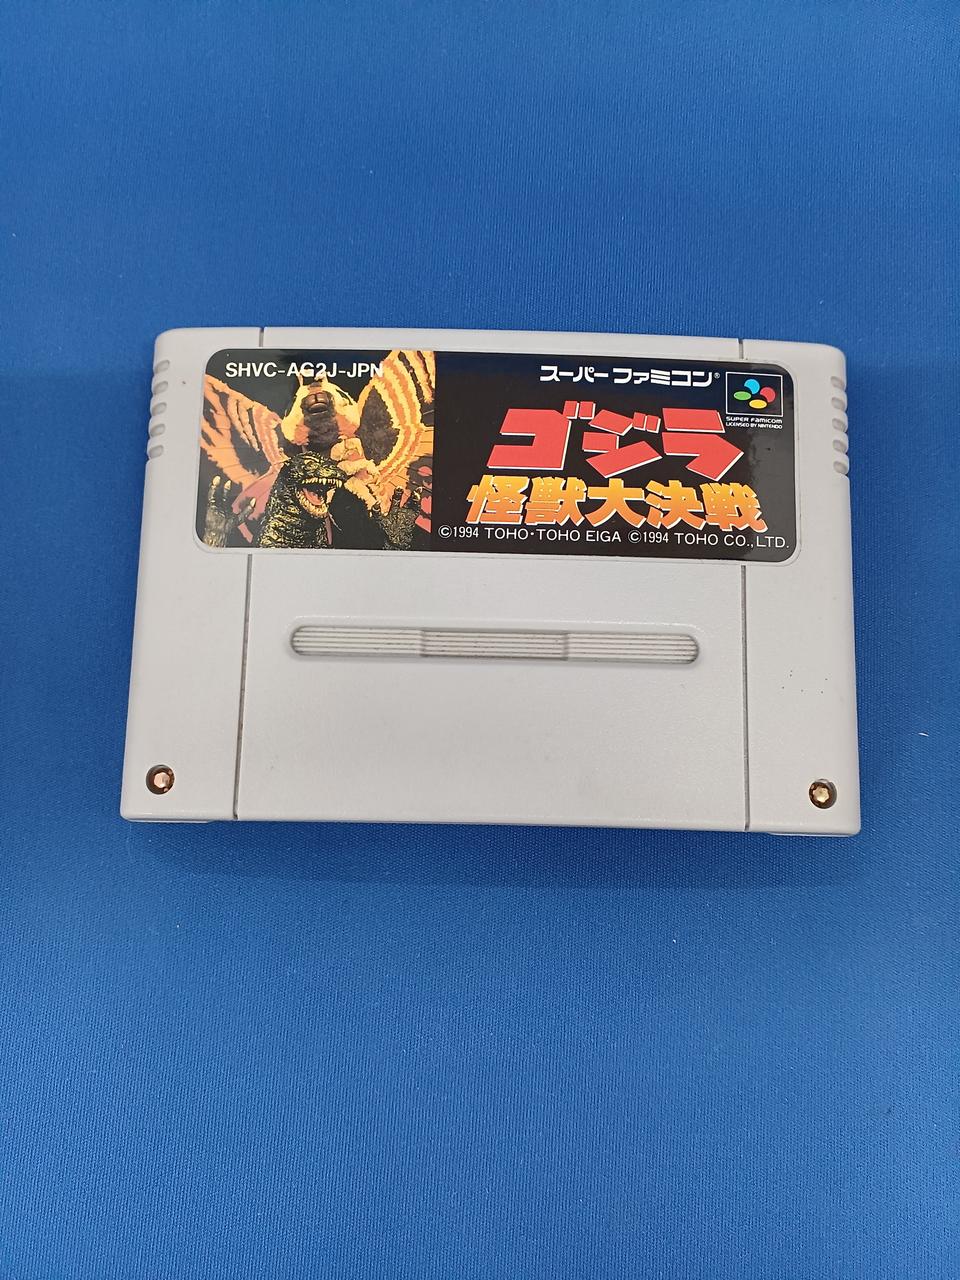 SHVC-AG2J-JPN
スーパーファミコン®
SUPER FAMICOM
LICENSED BY NINTENDO
ゴジラ
怪獣大決戦
©1994 TOHO・TOHO EIGA ©1994 TOHO CO.,LTD.